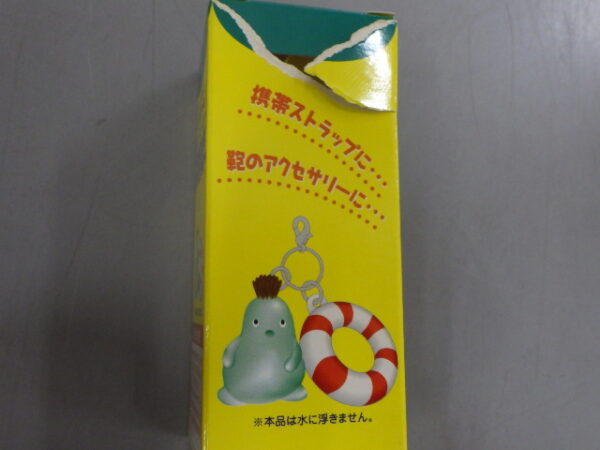 携帯ストラップに・・・
鞄のアクセサリーに・・・
※本品は水に浮きません。